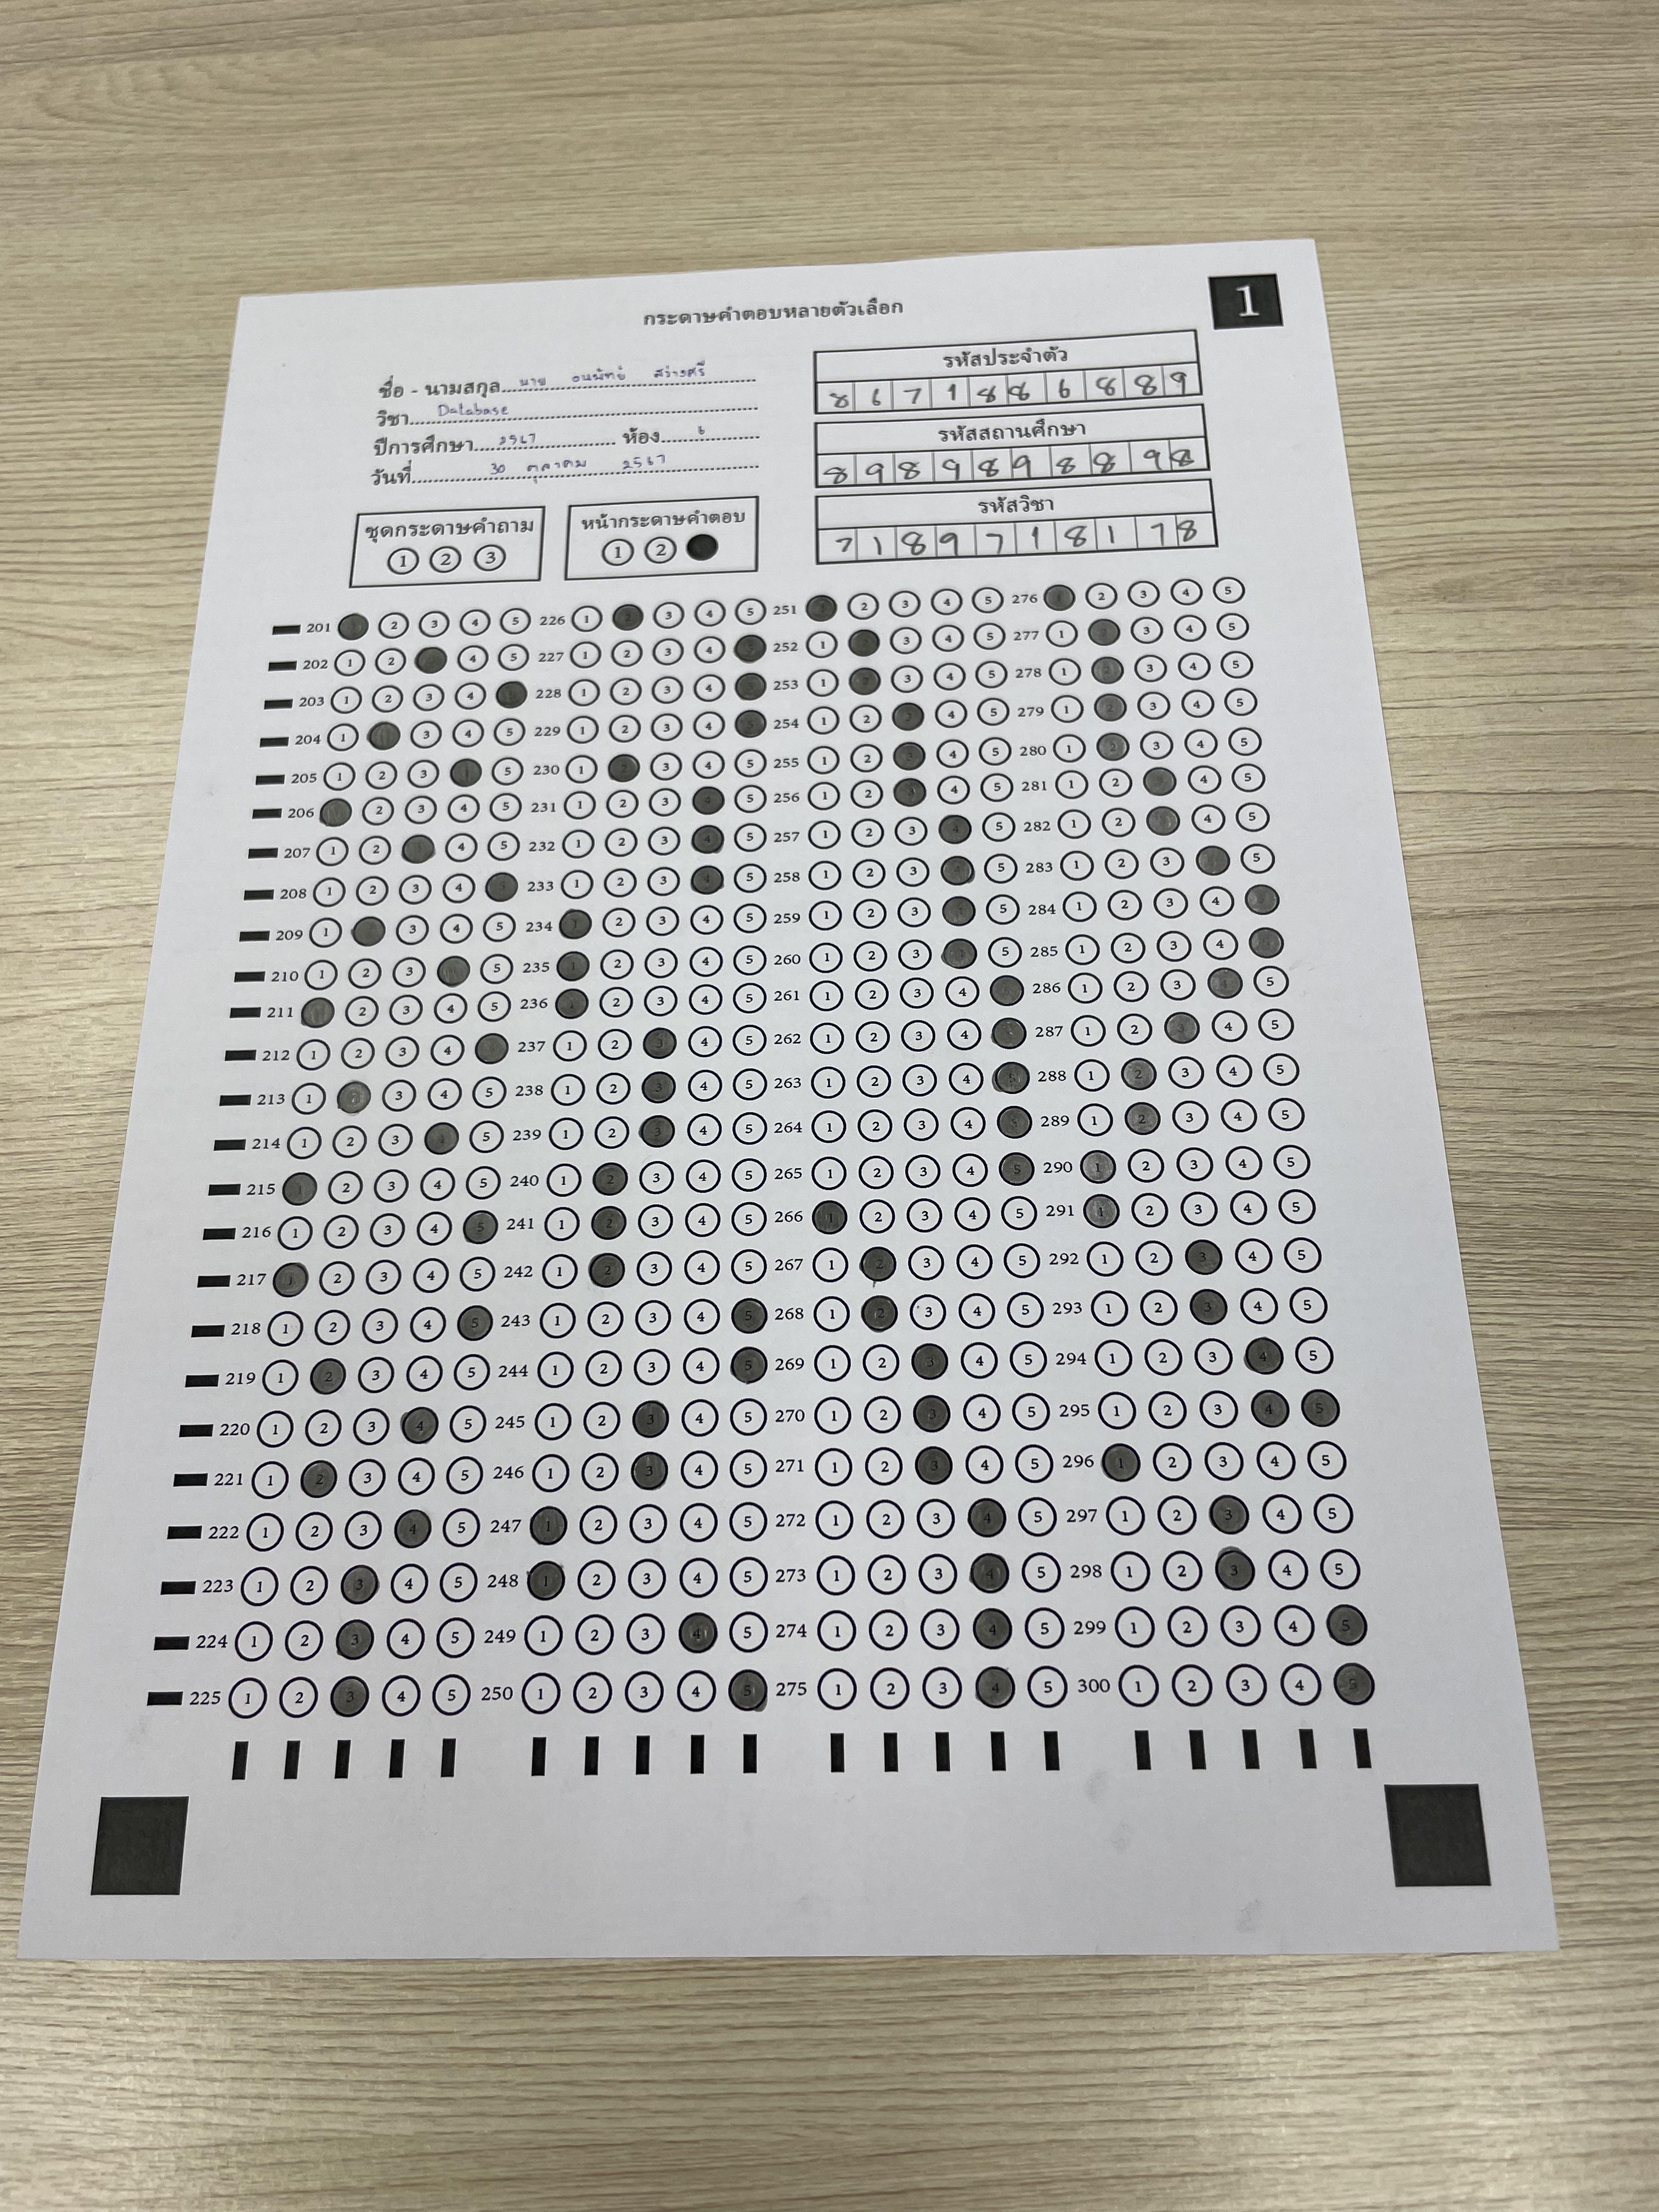 1
กระดาษคำตอบหลายตัวเลือก
ชื่อ - นามสกุล นาย ธนพัทธ์ สว่างศรี
วิชา Database
ปีการศึกษา 2567 ห้อง 6
วันที่ 30 ตุลาคม 2567
รหัสประจำตัว
8 6 7 1 8 8 6 8 8 9
รหัสสถานศึกษา
8 9 8 9 8 9 8 8 9 8
รหัสวิชา
7 1 8 9 7 1 8 1 7 8
ชุดกระดาษคำถาม
1 2 3
หน้ากระดาษคำตอบ
1 2
201 2 3 4 5 226 1 3 4 5 251 2 3 4 5 276 2 3 4 5
202 1 2 4 5 227 1 2 3 4 252 1 3 4 5 277 1 3 4 5
203 1 2 3 4 228 1 2 3 4 253 1 3 4 5 278 1 3 4 5
204 1 3 4 5 229 1 2 3 4 254 1 2 4 5 279 1 2 3 4 5
205 1 2 3 5 230 1 2 3 4 5 255 1 2 3 4 5 280 1 2 3 4 5
206 2 3 4 5 231 1 2 3 4 5 256 1 2 3 4 5 281 1 2 4 5
207 1 2 4 5 232 1 2 3 4 5 257 1 2 3 4 5 282 1 2 4 5
208 1 2 3 4 233 1 2 3 4 5 258 1 2 3 4 5 283 1 2 3 5
209 1 3 4 5 234 1 2 3 4 5 259 1 2 3 5 284 1 2 3 4
210 1 2 3 5 235 1 2 3 4 5 260 1 2 3 5 285 1 2 3 4
211 2 3 4 5 236 2 3 4 5 261 1 2 3 4 286 1 2 3 4 5
212 1 2 3 4 237 1 2 3 4 5 262 1 2 3 4 5 287 1 2 3 4 5
213 1 2 3 4 5 238 1 2 3 4 5 263 1 2 3 4 5 288 1 2 3 4 5
214 1 2 3 4 5 239 1 2 3 4 5 264 1 2 3 4 5 289 1 2 3 4 5
215 1 2 3 4 5 240 1 2 3 4 5 265 1 2 3 4 5 290 1 2 3 4 5
216 1 2 3 4 5 241 1 2 3 4 5 266 1 2 3 4 5 291 1 2 3 4 5
217 1 2 3 4 5 242 1 2 3 4 5 267 1 2 3 4 5 292 1 2 3 4 5
218 1 2 3 4 5 243 1 2 3 4 5 268 1 2 3 4 5 293 1 2 3 4 5
219 1 2 3 4 5 244 1 2 3 4 5 269 1 2 3 4 5 294 1 2 3 4 5
220 1 2 3 4 5 245 1 2 3 4 5 270 1 2 3 4 5 295 1 2 3 4 5
221 1 2 3 4 5 246 1 2 3 4 5 271 1 2 3 4 5 296 1 2 3 4 5
222 1 2 3 4 5 247 1 2 3 4 5 272 1 2 3 4 5 297 1 2 3 4 5
223 1 2 3 4 5 248 1 2 3 4 5 273 1 2 3 4 5 298 1 2 3 4 5
224 1 2 3 4 5 249 1 2 3 4 5 274 1 2 3 4 5 299 1 2 3 4 5
225 1 2 3 4 5 250 1 2 3 4 5 275 1 2 3 4 5 300 1 2 3 4 5